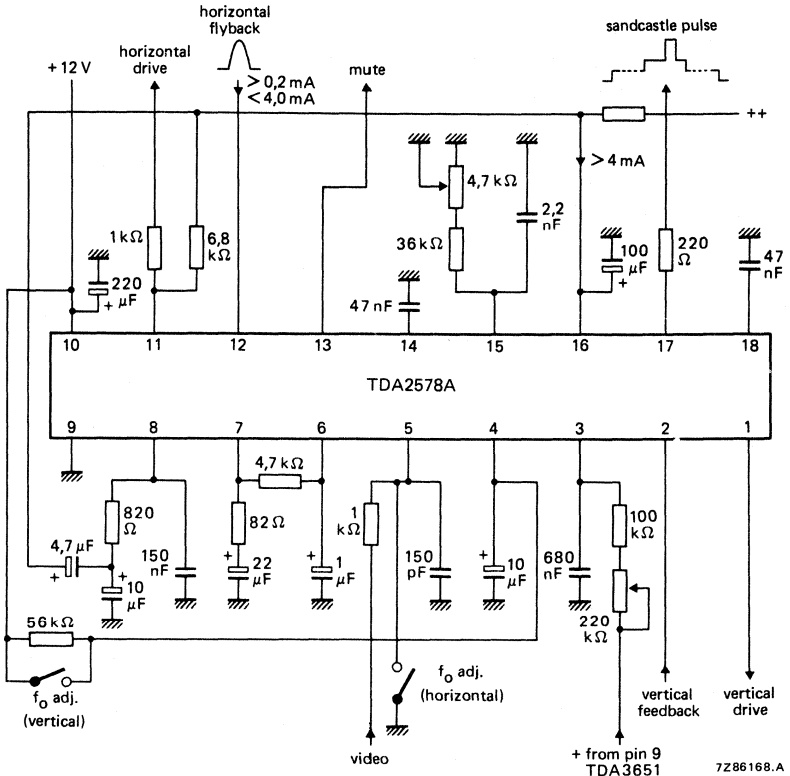 horizontal
flyback
sandcastle pulse
horizontal
drive
+12 V
> 0,2 mA
< 4,0 mA
mute
++
> 4 mA
4,7 kΩ
2,2
nF
1 kΩ
6,8
kΩ
36 kΩ
100
μF
+
220
Ω
47
nF
220
μF
+
47 nF
10 11 12 13 14 15 16 17 18
TDA2578A
9 8 7 6 5 4 3 2 1
4,7 kΩ
820
Ω
82 Ω
1
kΩ
100
kΩ
4,7 μF
+
150
nF
+
22
μF
+
1
μF
150
pF
+
10
μF
680
nF
+
10
μF
220
kΩ
56 kΩ
fo adj.
(vertical)
fo adj.
(horizontal)
vertical
feedback
vertical
drive
video
+ from pin 9
TDA3651
7Z86168.A